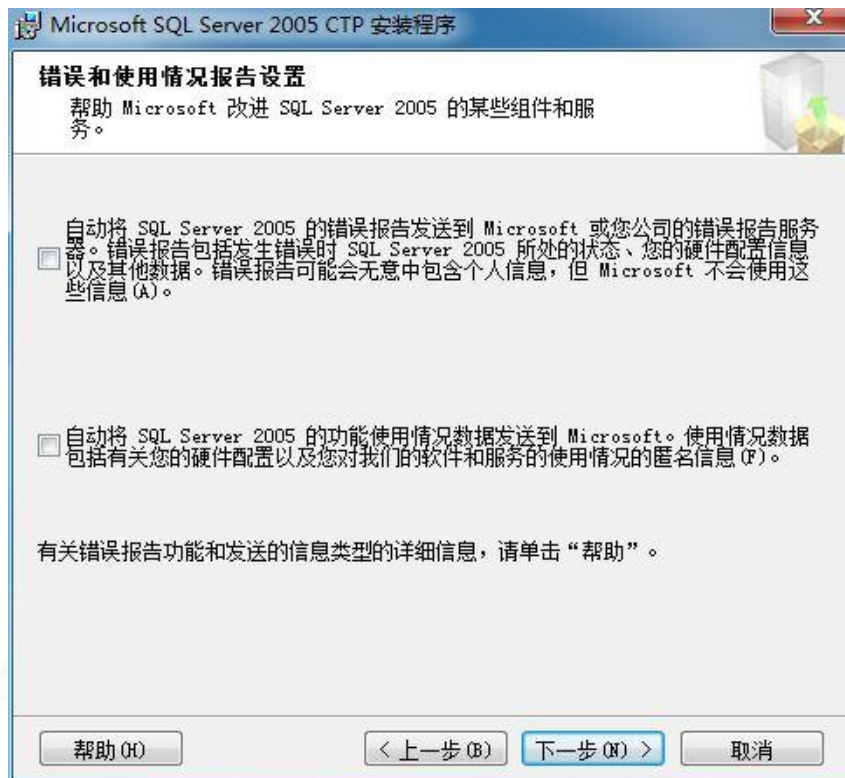 Microsoft SQL Server 2005 CTP 安装程序
错误和使用情况报告设置
帮助 Microsoft 改进 SQL Server 2005 的某些组件和服
务。
自动将 SQL Server 2005 的错误报告发送到 Microsoft 或您公司的错误报告服务
器。错误报告包括发生错误时 SQL Server 2005 所处的状态、您的硬件配置信息
以及其他数据。错误报告可能会无意中包含个人信息，但 Microsoft 不会使用这
些信息(A)。
自动将 SQL Server 2005 的功能使用情况数据发送到 Microsoft。使用情况数据
包括有关您的硬件配置以及您对我们的软件和服务的使用情况的匿名信息(F)。
有关错误报告功能和发送的信息类型的详细信息，请单击“帮助”。
帮助(H) < 上一步(B) 下一步(N) > 取消